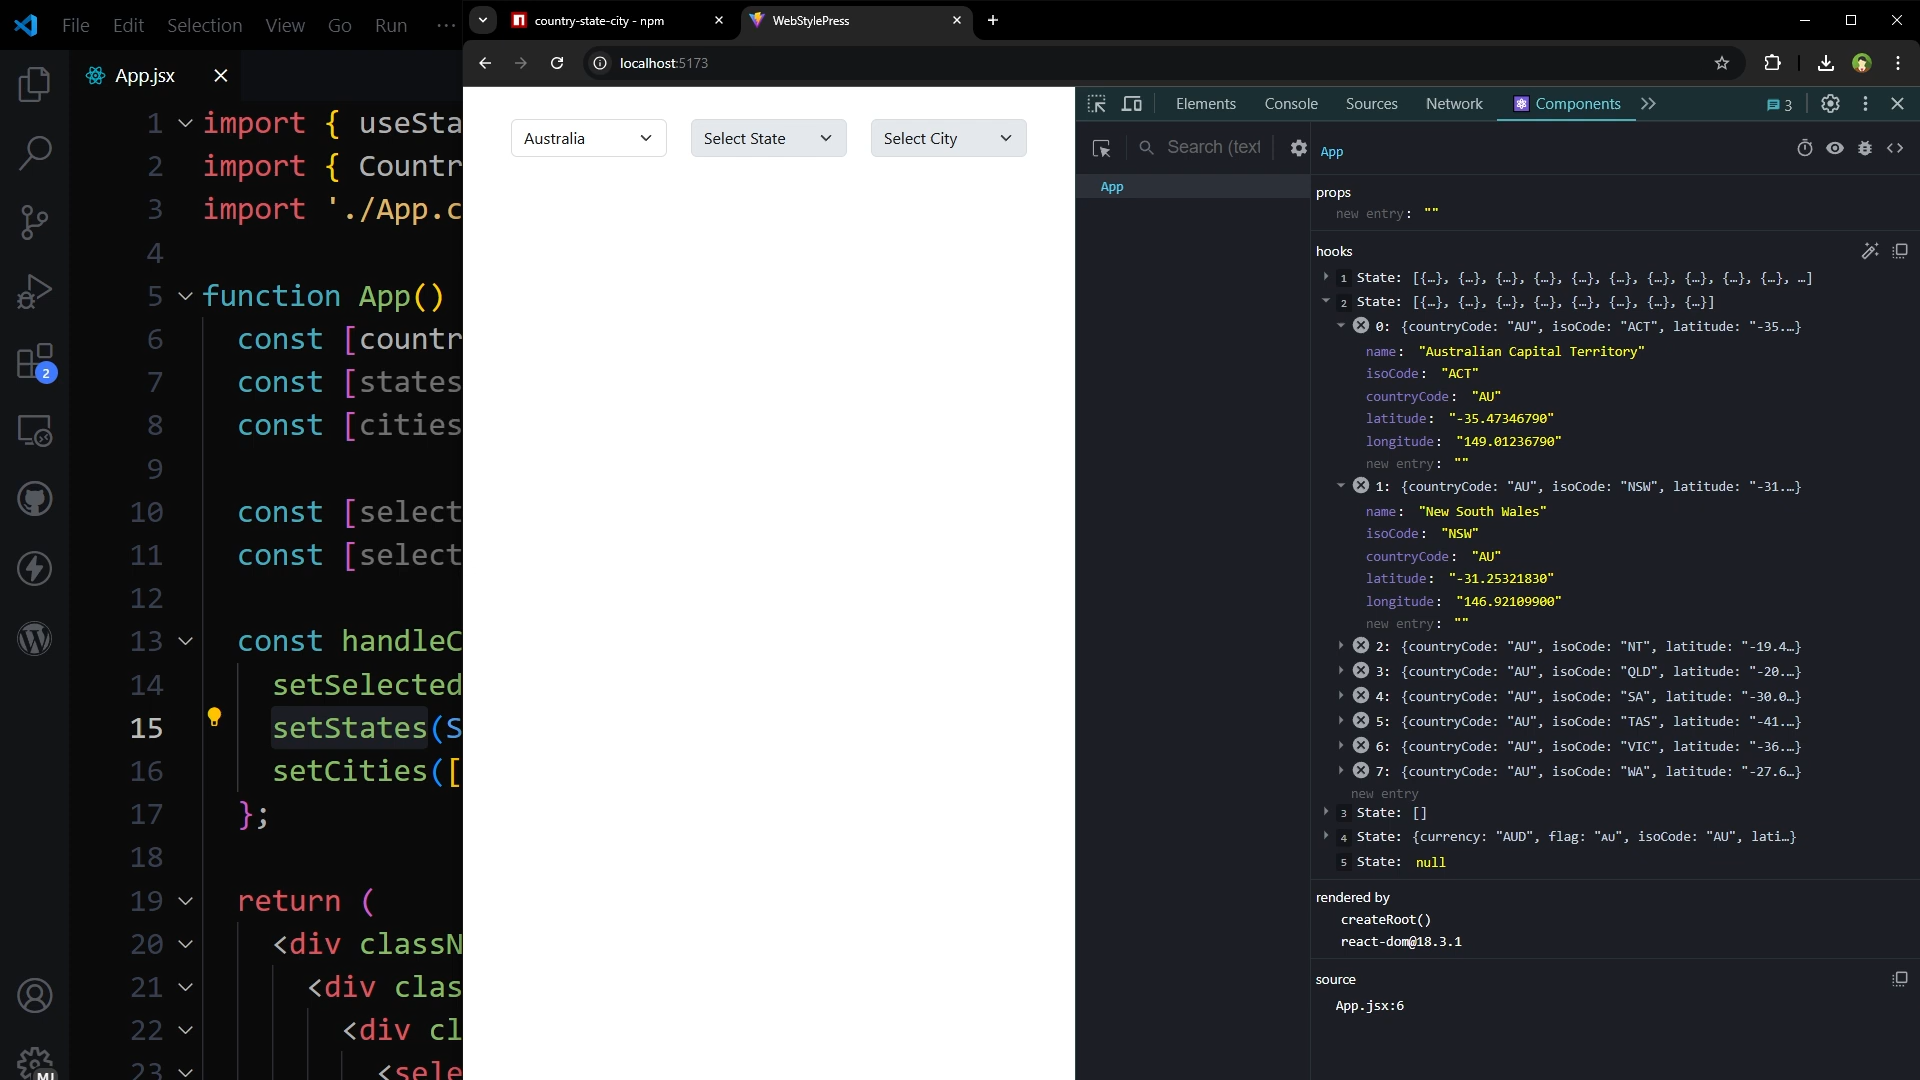 File Edit Selection View Go Run ···
country-state-city - npm
WebStylePress
localhost:5173
App.jsx
1 import { useSta
2 import { Countr
3 import './App.c
4
5 function App()
6 const [countr
7 const [states
8 const [cities
9
10 const [select
11 const [select
12
13 const handleC
14 setSelected
15 setStates(S
16 setCities([
17 };
18
19 return (
20 <div classN
21 <div clas
22 <div cl
23 <sele
2
MI
Australia
Select State
Select City
Elements Console Sources Network Components 3
Search (text
App
App
props
new entry: ""
hooks
1 State: [{…}, {…}, {…}, {…}, {…}, {…}, {…}, {…}, {…}, {…}, …]
2 State: [{…}, {…}, {…}, {…}, {…}, {…}, {…}, {…}]
0: {countryCode: "AU", isoCode: "ACT", latitude: "-35.…}
name: "Australian Capital Territory"
isoCode: "ACT"
countryCode: "AU"
latitude: "-35.47346790"
longitude: "149.01236790"
new entry: ""
1: {countryCode: "AU", isoCode: "NSW", latitude: "-31.…}
name: "New South Wales"
isoCode: "NSW"
countryCode: "AU"
latitude: "-31.25321830"
longitude: "146.92109900"
new entry: ""
2: {countryCode: "AU", isoCode: "NT", latitude: "-19.4…}
3: {countryCode: "AU", isoCode: "QLD", latitude: "-20.…}
4: {countryCode: "AU", isoCode: "SA", latitude: "-30.0…}
5: {countryCode: "AU", isoCode: "TAS", latitude: "-41.…}
6: {countryCode: "AU", isoCode: "VIC", latitude: "-36.…}
7: {countryCode: "AU", isoCode: "WA", latitude: "-27.6…}
new entry
3 State: []
4 State: {currency: "AUD", flag: "AU", isoCode: "AU", lati…}
5 State: null
rendered by
createRoot()
react-dom@18.3.1
source
App.jsx:6